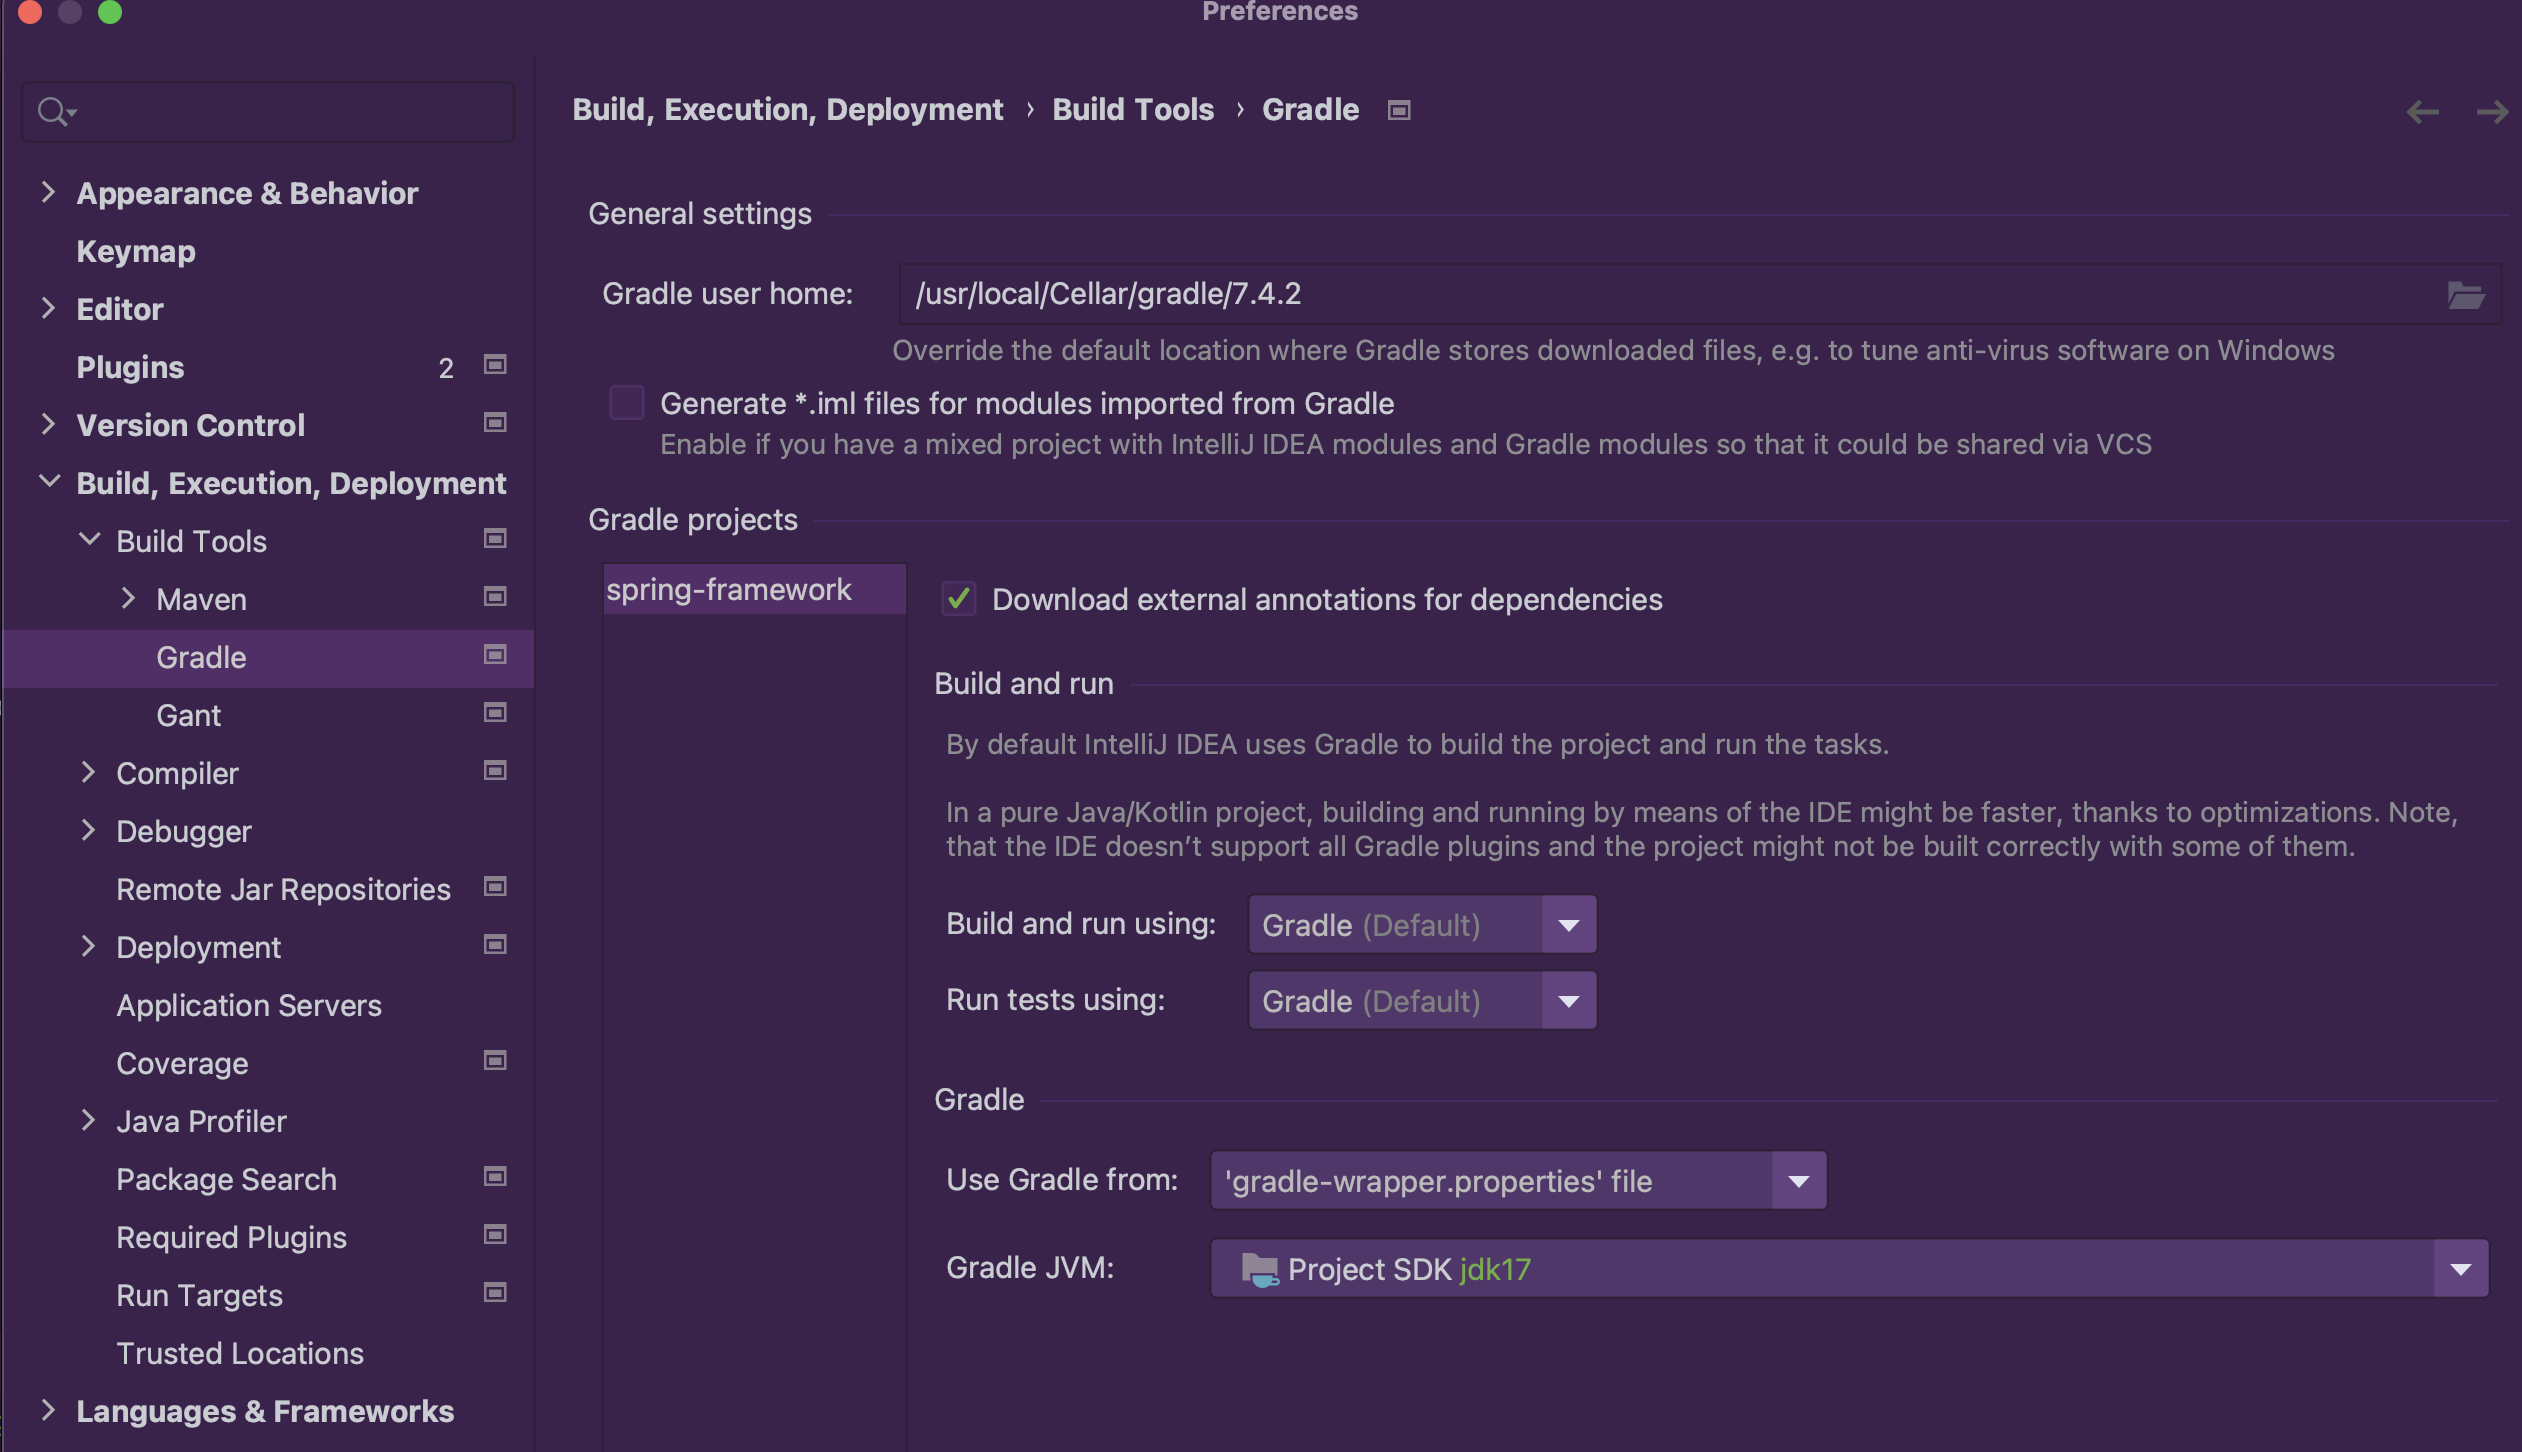 Preferences
Appearance & Behavior
Keymap
Editor
Plugins 2
Version Control
Build, Execution, Deployment
Build Tools
Maven
Gradle
Gant
Compiler
Debugger
Remote Jar Repositories
Deployment
Application Servers
Coverage
Java Profiler
Package Search
Required Plugins
Run Targets
Trusted Locations
Languages & Frameworks
Build, Execution, Deployment › Build Tools › Gradle
General settings
Gradle user home: /usr/local/Cellar/gradle/7.4.2
Override the default location where Gradle stores downloaded files, e.g. to tune anti-virus software on Windows
Generate *.iml files for modules imported from Gradle
Enable if you have a mixed project with IntelliJ IDEA modules and Gradle modules so that it could be shared via VCS
Gradle projects
spring-framework
Download external annotations for dependencies
Build and run
By default IntelliJ IDEA uses Gradle to build the project and run the tasks.
In a pure Java/Kotlin project, building and running by means of the IDE might be faster, thanks to optimizations. Note,
that the IDE doesn’t support all Gradle plugins and the project might not be built correctly with some of them.
Build and run using: Gradle (Default)
Run tests using: Gradle (Default)
Gradle
Use Gradle from: 'gradle-wrapper.properties' file
Gradle JVM: Project SDK jdk17